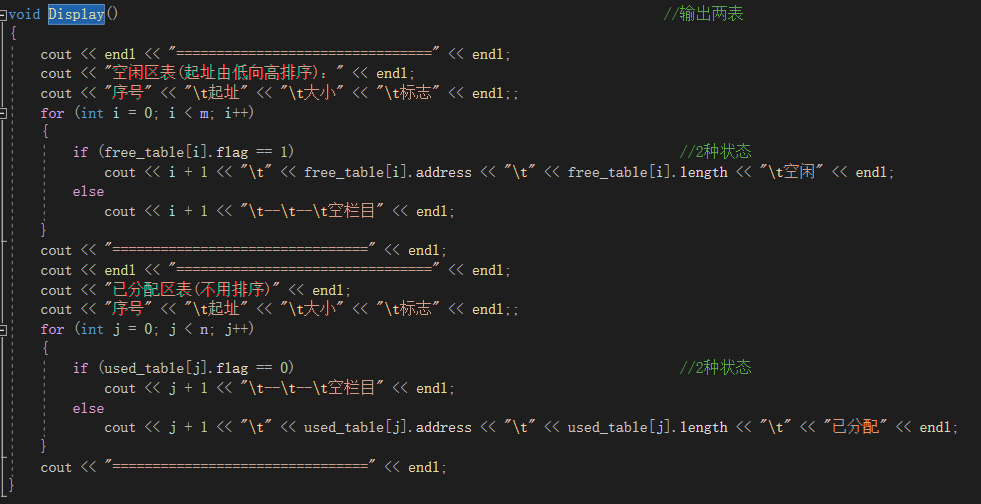 void Display() //输出两表
{
cout << endl << "================================" << endl;
cout << "空闲区表(起址由低向高排序)：" << endl;
cout << "序号" << "\t起址" << "\t大小" << "\t标志" << endl;;
for (int i = 0; i < m; i++)
{
if (free_table[i].flag == 1) //2种状态
cout << i + 1 << "\t" << free_table[i].address << "\t" << free_table[i].length << "\t空闲" << endl;
else
cout << i + 1 << "\t--\t--\t空栏目" << endl;
}
cout << "================================" << endl;
cout << endl << "================================" << endl;
cout << "已分配区表(不用排序)" << endl;
cout << "序号" << "\t起址" << "\t大小" << "\t标志" << endl;;
for (int j = 0; j < n; j++)
{
if (used_table[j].flag == 0) //2种状态
cout << j + 1 << "\t--\t--\t空栏目" << endl;
else
cout << j + 1 << "\t" << used_table[j].address << "\t" << used_table[j].length << "\t" << "已分配" << endl;
}
cout << "================================" << endl;
}